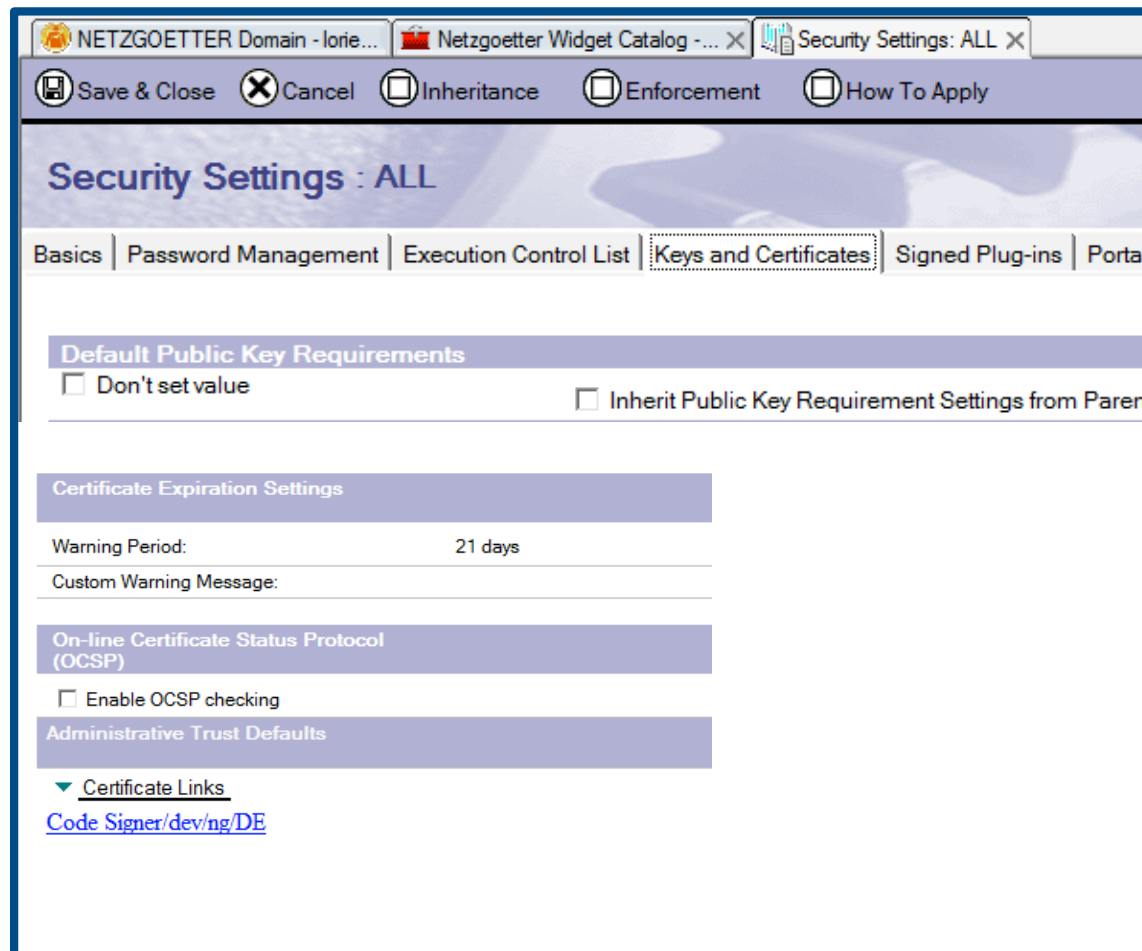 NETZGOETTER Domain - lorie... Netzgoetter Widget Catalog -... Security Settings: ALL
Save & Close Cancel Inheritance Enforcement How To Apply
Security Settings : ALL
Basics Password Management Execution Control List Keys and Certificates Signed Plug-ins Porta
Default Public Key Requirements
Don't set value
Inherit Public Key Requirement Settings from Paren
Certificate Expiration Settings
Warning Period: 21 days
Custom Warning Message:
On-line Certificate Status Protocol
(OCSP)
Enable OCSP checking
Administrative Trust Defaults
Certificate Links
Code Signer/dev/ng/DE